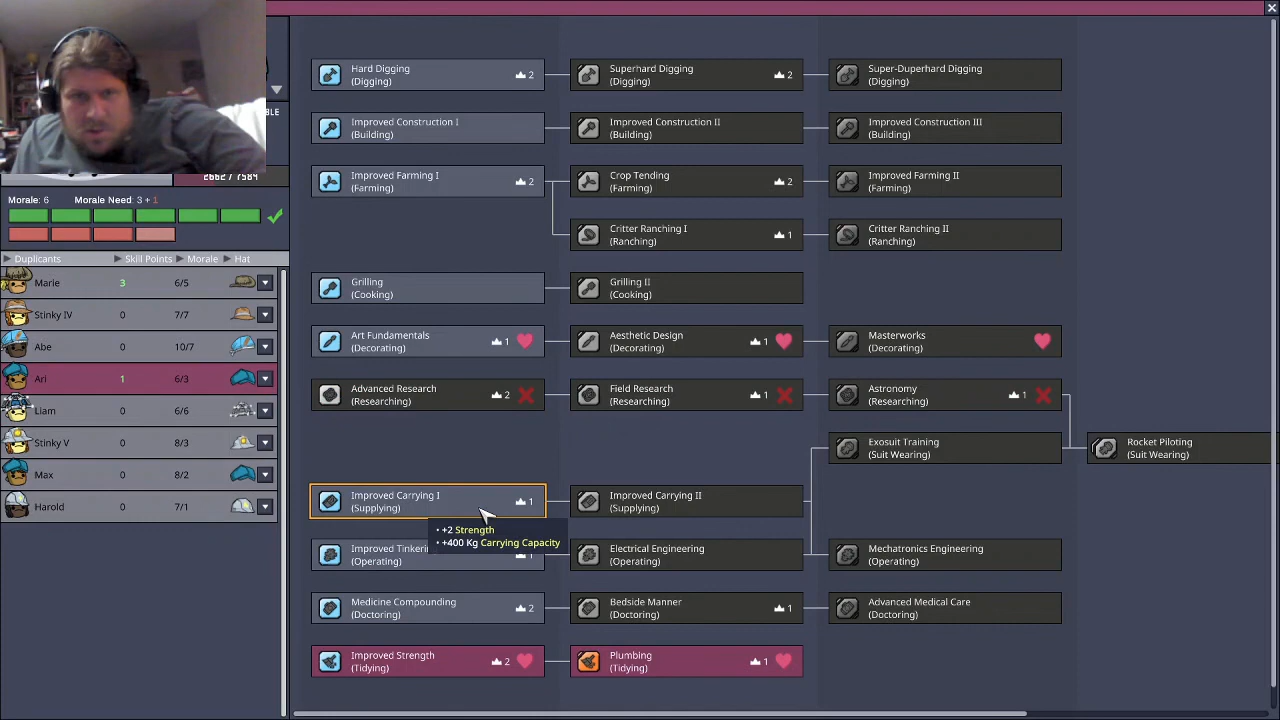 Hard Digging
(Digging)
2
Superhard Digging
(Digging)
2
Super-Duperhard Digging
(Digging)
Improved Construction I
(Building)
Improved Construction II
(Building)
Improved Construction III
(Building)
Improved Farming I
(Farming)
2
Crop Tending
(Farming)
2
Improved Farming II
(Farming)
2662 / 7584
Morale: 6
Morale Need: 3 + 1
Critter Ranching I
(Ranching)
1
Critter Ranching II
(Ranching)
Duplicants
Skill Points
Morale
Hat
Marie 3 6/5
Stinky IV 0 7/7
Abe 0 10/7
Ari 1 6/3
Liam 0 6/6
Stinky V 0 8/3
Max 0 8/2
Harold 0 7/1
Grilling
(Cooking)
Grilling II
(Cooking)
Art Fundamentals
(Decorating)
1
Aesthetic Design
(Decorating)
1
Masterworks
(Decorating)
Advanced Research
(Researching)
2
Field Research
(Researching)
1
Astronomy
(Researching)
1
Exosuit Training
(Suit Wearing)
Rocket Piloting
(Suit Wearing)
Improved Carrying I
(Supplying)
1
Improved Carrying II
(Supplying)
• +2 Strength
• +400 Kg Carrying Capacity
Improved Tinkeri
(Operating)
Electrical Engineering
(Operating)
Mechatronics Engineering
(Operating)
Medicine Compounding
(Doctoring)
2
Bedside Manner
(Doctoring)
1
Advanced Medical Care
(Doctoring)
Improved Strength
(Tidying)
2
Plumbing
(Tidying)
1